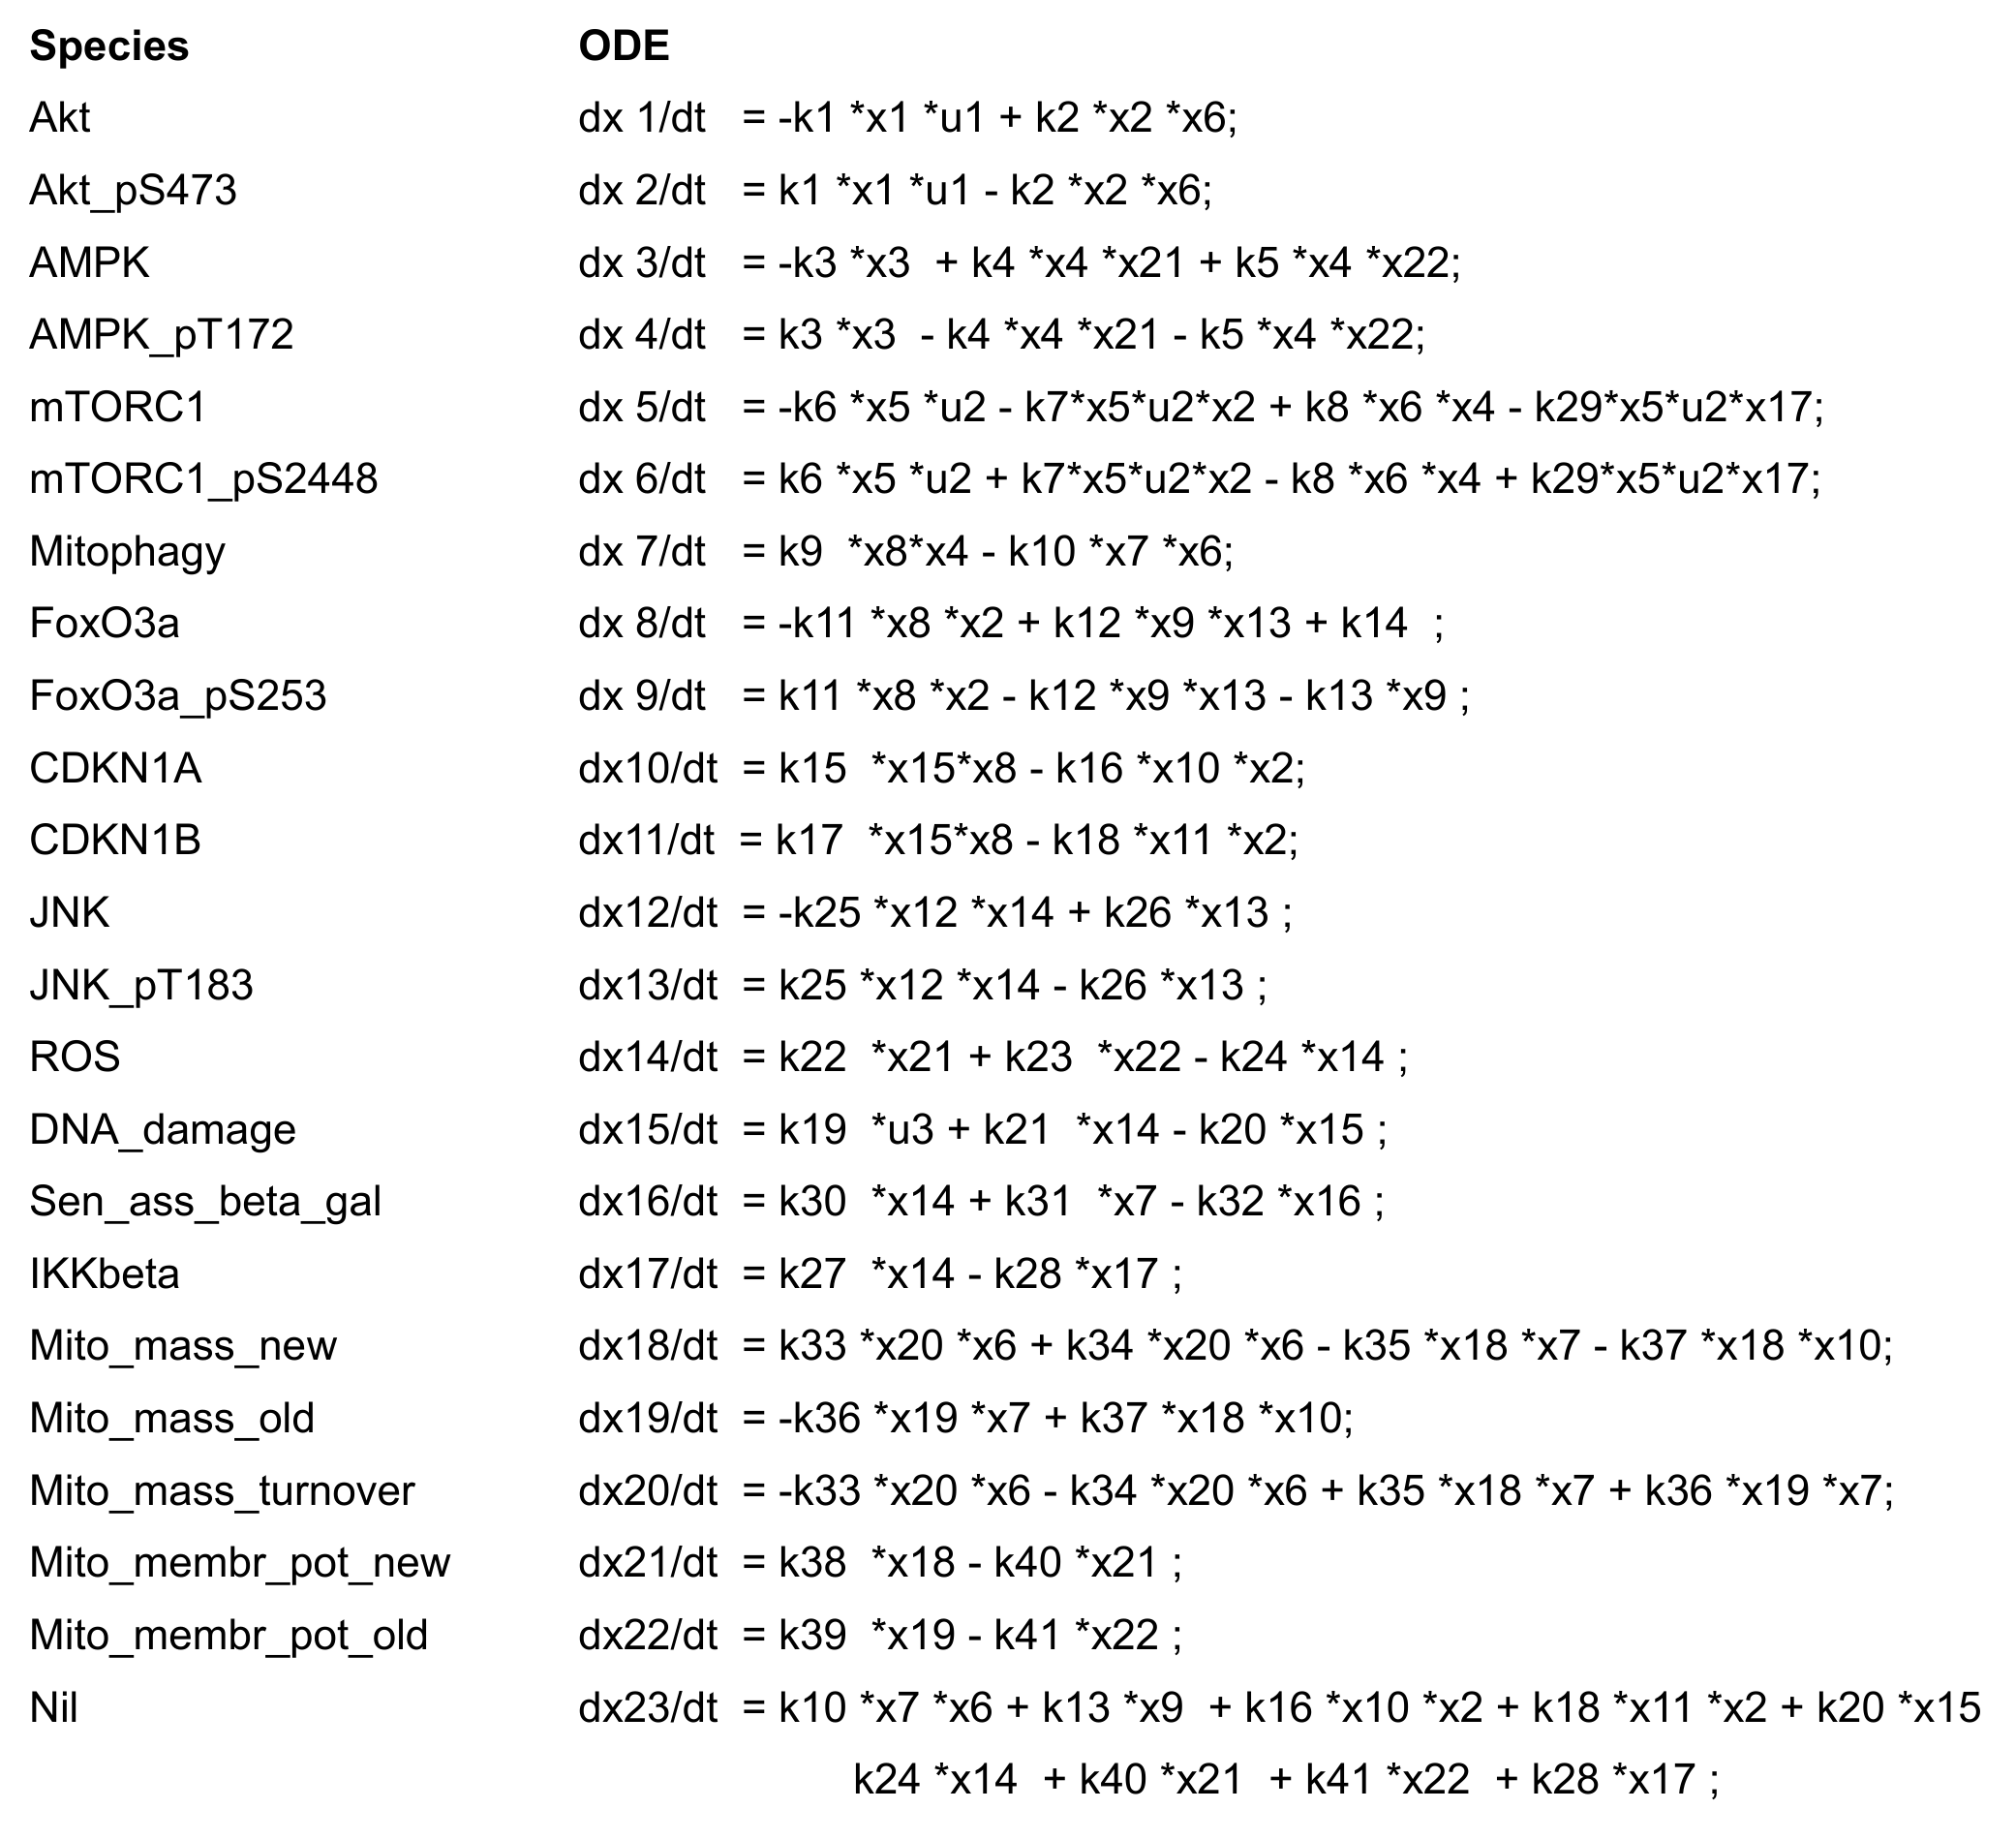 Species ODE
Akt dx 1/dt = -k1 *x1 *u1 + k2 *x2 *x6;
Akt_pS473 dx 2/dt = k1 *x1 *u1 - k2 *x2 *x6;
AMPK dx 3/dt = -k3 *x3 + k4 *x4 *x21 + k5 *x4 *x22;
AMPK_pT172 dx 4/dt = k3 *x3 - k4 *x4 *x21 - k5 *x4 *x22;
mTORC1 dx 5/dt = -k6 *x5 *u2 - k7*x5*u2*x2 + k8 *x6 *x4 - k29*x5*u2*x17;
mTORC1_pS2448 dx 6/dt = k6 *x5 *u2 + k7*x5*u2*x2 - k8 *x6 *x4 + k29*x5*u2*x17;
Mitophagy dx 7/dt = k9 *x8*x4 - k10 *x7 *x6;
FoxO3a dx 8/dt = -k11 *x8 *x2 + k12 *x9 *x13 + k14 ;
FoxO3a_pS253 dx 9/dt = k11 *x8 *x2 - k12 *x9 *x13 - k13 *x9 ;
CDKN1A dx10/dt = k15 *x15*x8 - k16 *x10 *x2;
CDKN1B dx11/dt = k17 *x15*x8 - k18 *x11 *x2;
JNK dx12/dt = -k25 *x12 *x14 + k26 *x13 ;
JNK_pT183 dx13/dt = k25 *x12 *x14 - k26 *x13 ;
ROS dx14/dt = k22 *x21 + k23 *x22 - k24 *x14 ;
DNA_damage dx15/dt = k19 *u3 + k21 *x14 - k20 *x15 ;
Sen_ass_beta_gal dx16/dt = k30 *x14 + k31 *x7 - k32 *x16 ;
IKKbeta dx17/dt = k27 *x14 - k28 *x17 ;
Mito_mass_new dx18/dt = k33 *x20 *x6 + k34 *x20 *x6 - k35 *x18 *x7 - k37 *x18 *x10;
Mito_mass_old dx19/dt = -k36 *x19 *x7 + k37 *x18 *x10;
Mito_mass_turnover dx20/dt = -k33 *x20 *x6 - k34 *x20 *x6 + k35 *x18 *x7 + k36 *x19 *x7;
Mito_membr_pot_new dx21/dt = k38 *x18 - k40 *x21 ;
Mito_membr_pot_old dx22/dt = k39 *x19 - k41 *x22 ;
Nil dx23/dt = k10 *x7 *x6 + k13 *x9 + k16 *x10 *x2 + k18 *x11 *x2 + k20 *x15
k24 *x14 + k40 *x21 + k41 *x22 + k28 *x17 ;